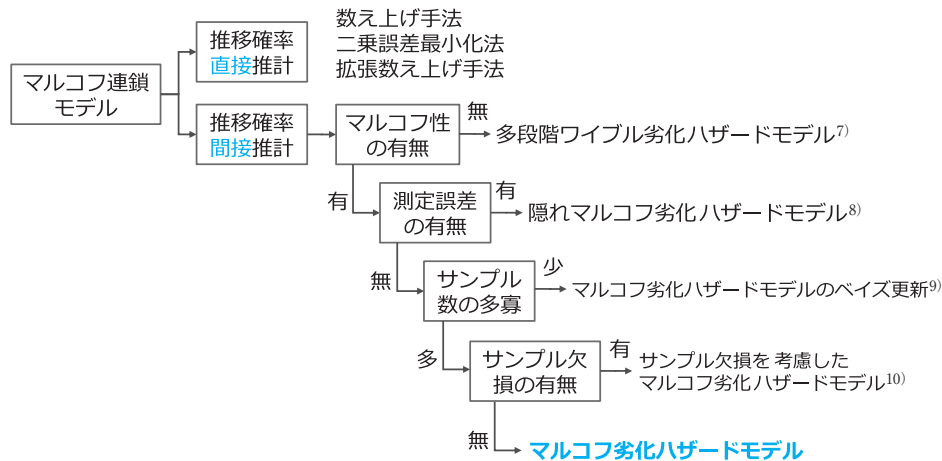 マルコフ連鎖
モデル
推移確率
直接推計
数え上げ手法
二乗誤差最小化法
拡張数え上げ手法
推移確率
間接推計
マルコフ性
の有無
無
多段階ワイブル劣化ハザードモデル7)
有
測定誤差
の有無
有
隠れマルコフ劣化ハザードモデル8)
無
サンプル
数の多寡
少
マルコフ劣化ハザードモデルのベイズ更新9)
多
サンプル欠
損の有無
有
サンプル欠損を考慮した
マルコフ劣化ハザードモデル10)
無
マルコフ劣化ハザードモデル